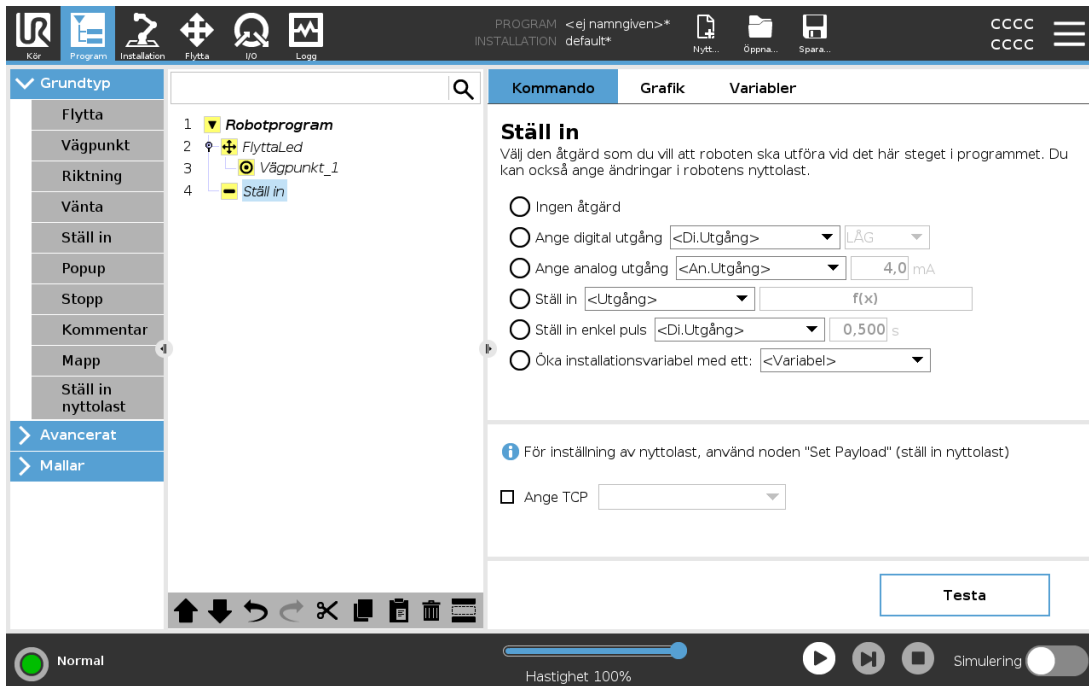 PROGRAM <ej namngiven>*
INSTALLATION default*
Kör
Program
Installation
Flytta
I/O
Logg
Nytt...
Öppna...
Spara...
CCCC
CCCC
Grundtyp
Flytta
Vägpunkt
Riktning
Vänta
Ställ in
Popup
Stopp
Kommentar
Mapp
Ställ in
nyttolast
Avancerat
Mallar
1 Robotprogram
2 FlyttaLed
3 Vägpunkt_1
4 Ställ in
Kommando Grafik Variabler
Ställ in
Välj den åtgärd som du vill att roboten ska utföra vid det här steget i programmet. Du
kan också ange ändringar i robotens nyttolast.
Ingen åtgärd
Ange digital utgång <Di.Utgång> LÅG
Ange analog utgång <An.Utgång> 4,0 mA
Ställ in <Utgång> f(x)
Ställ in enkel puls <Di.Utgång> 0,500 s
Öka installationsvariabel med ett: <Variabel>
För inställning av nyttolast, använd noden "Set Payload" (ställ in nyttolast)
Ange TCP
Testa
Normal
Hastighet 100%
Simulering